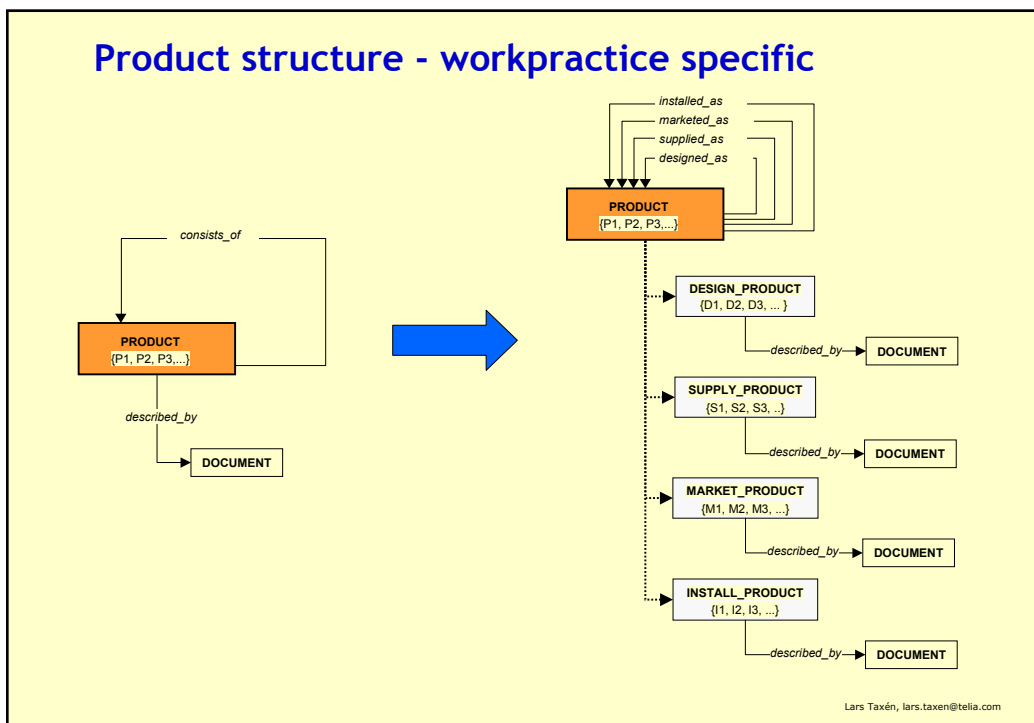 Product structure - workpractice specific
consists_of
PRODUCT
{P1, P2, P3,...}
described_by
DOCUMENT
installed_as
marketed_as
supplied_as
designed_as
PRODUCT
{P1, P2, P3,...}
DESIGN_PRODUCT
{D1, D2, D3, ... }
described_by
DOCUMENT
SUPPLY_PRODUCT
{S1, S2, S3, ..}
described_by
DOCUMENT
MARKET_PRODUCT
{M1, M2, M3, ...}
described_by
DOCUMENT
INSTALL_PRODUCT
{I1, I2, I3, ...}
described_by
DOCUMENT
Lars Taxén, lars.taxen@telia.com